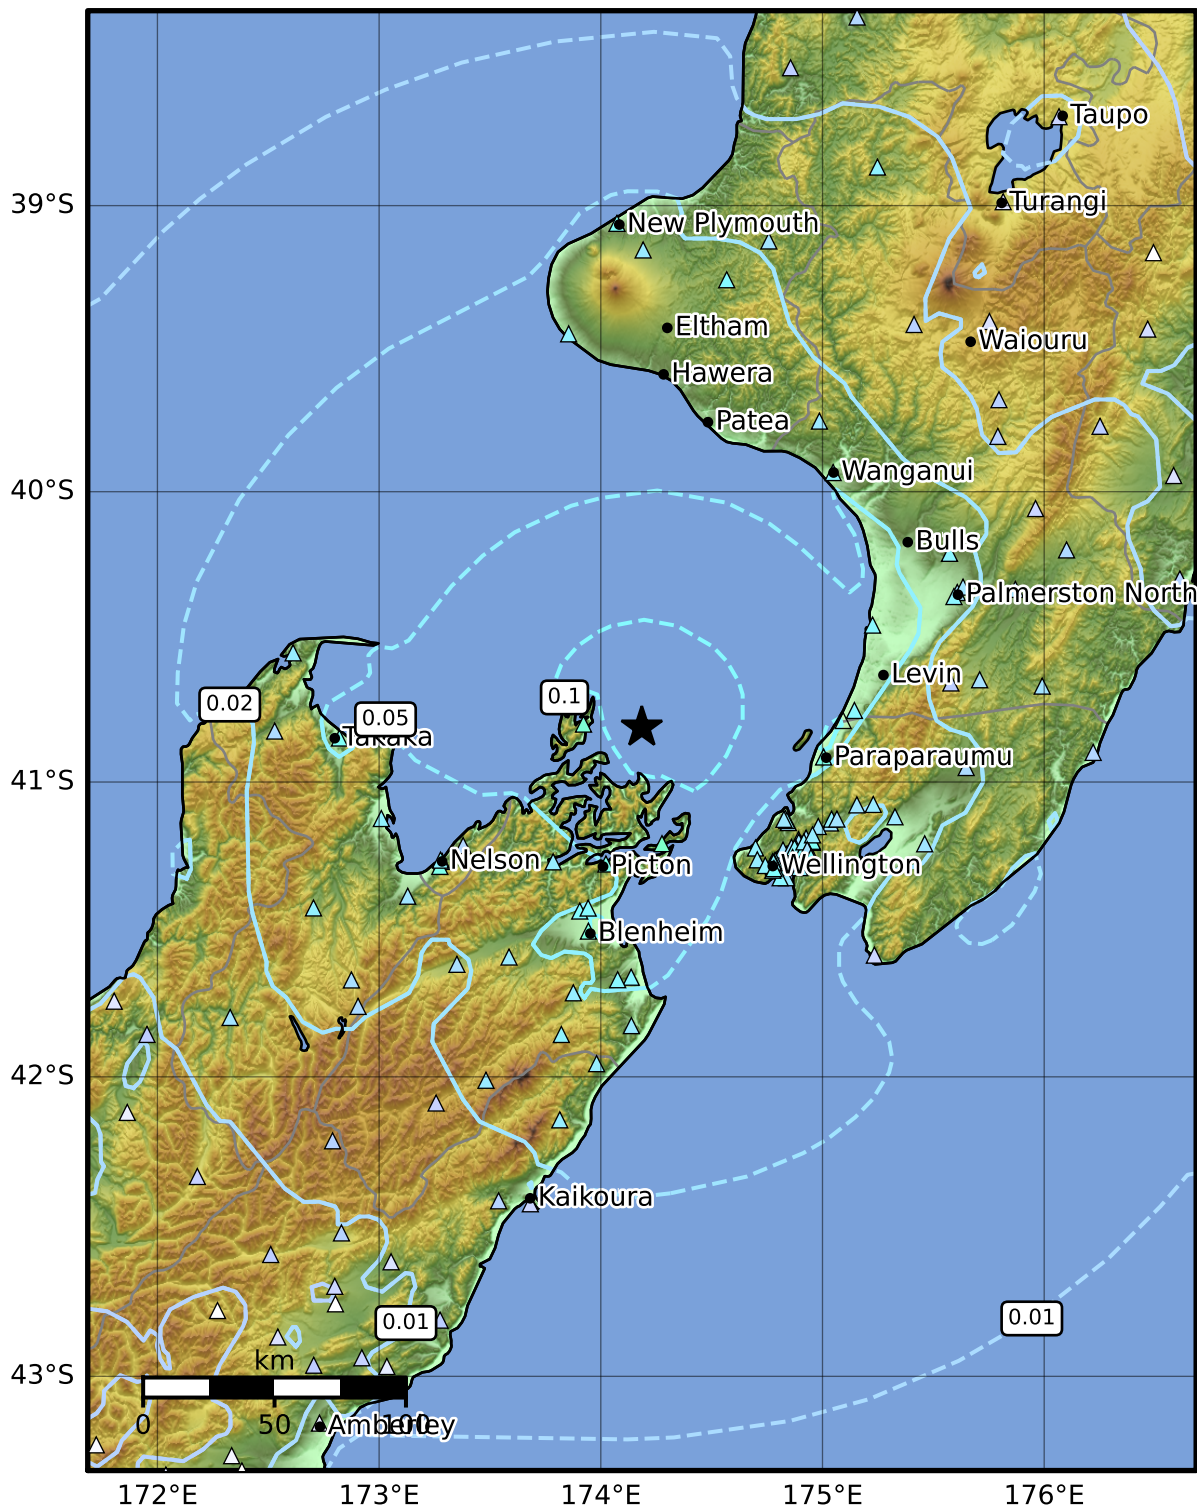 Taupo
39°S
Turangi
New Plymouth
Eltham
Waiouru
Hawera
Patea
Wanganui
40°S
Bulls
Palmerston North
Levin
0.02
0.05
0.1
Takaka
Paraparaumu
41°S
Nelson
Picton
Wellington
Blenheim
42°S
Kaikoura
0.01
0.01
km
43°S
0 50 100
Amberley
172°E 173°E 174°E 175°E 176°E